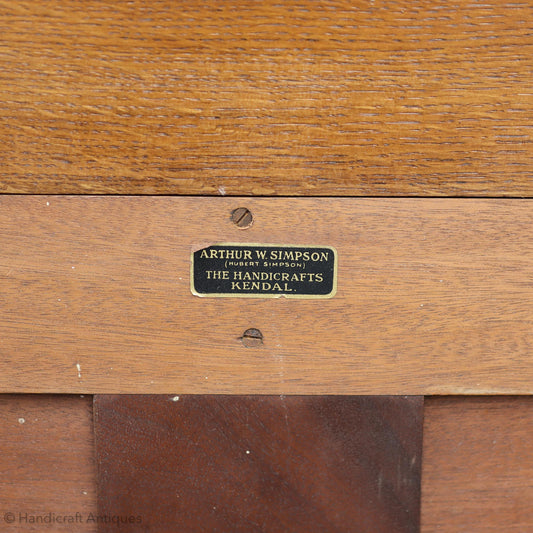 ARTHUR W. SIMPSON
(HUBERT SIMPSON)
THE HANDICRAFTS
KENDAL.
© Handicraft Antiques